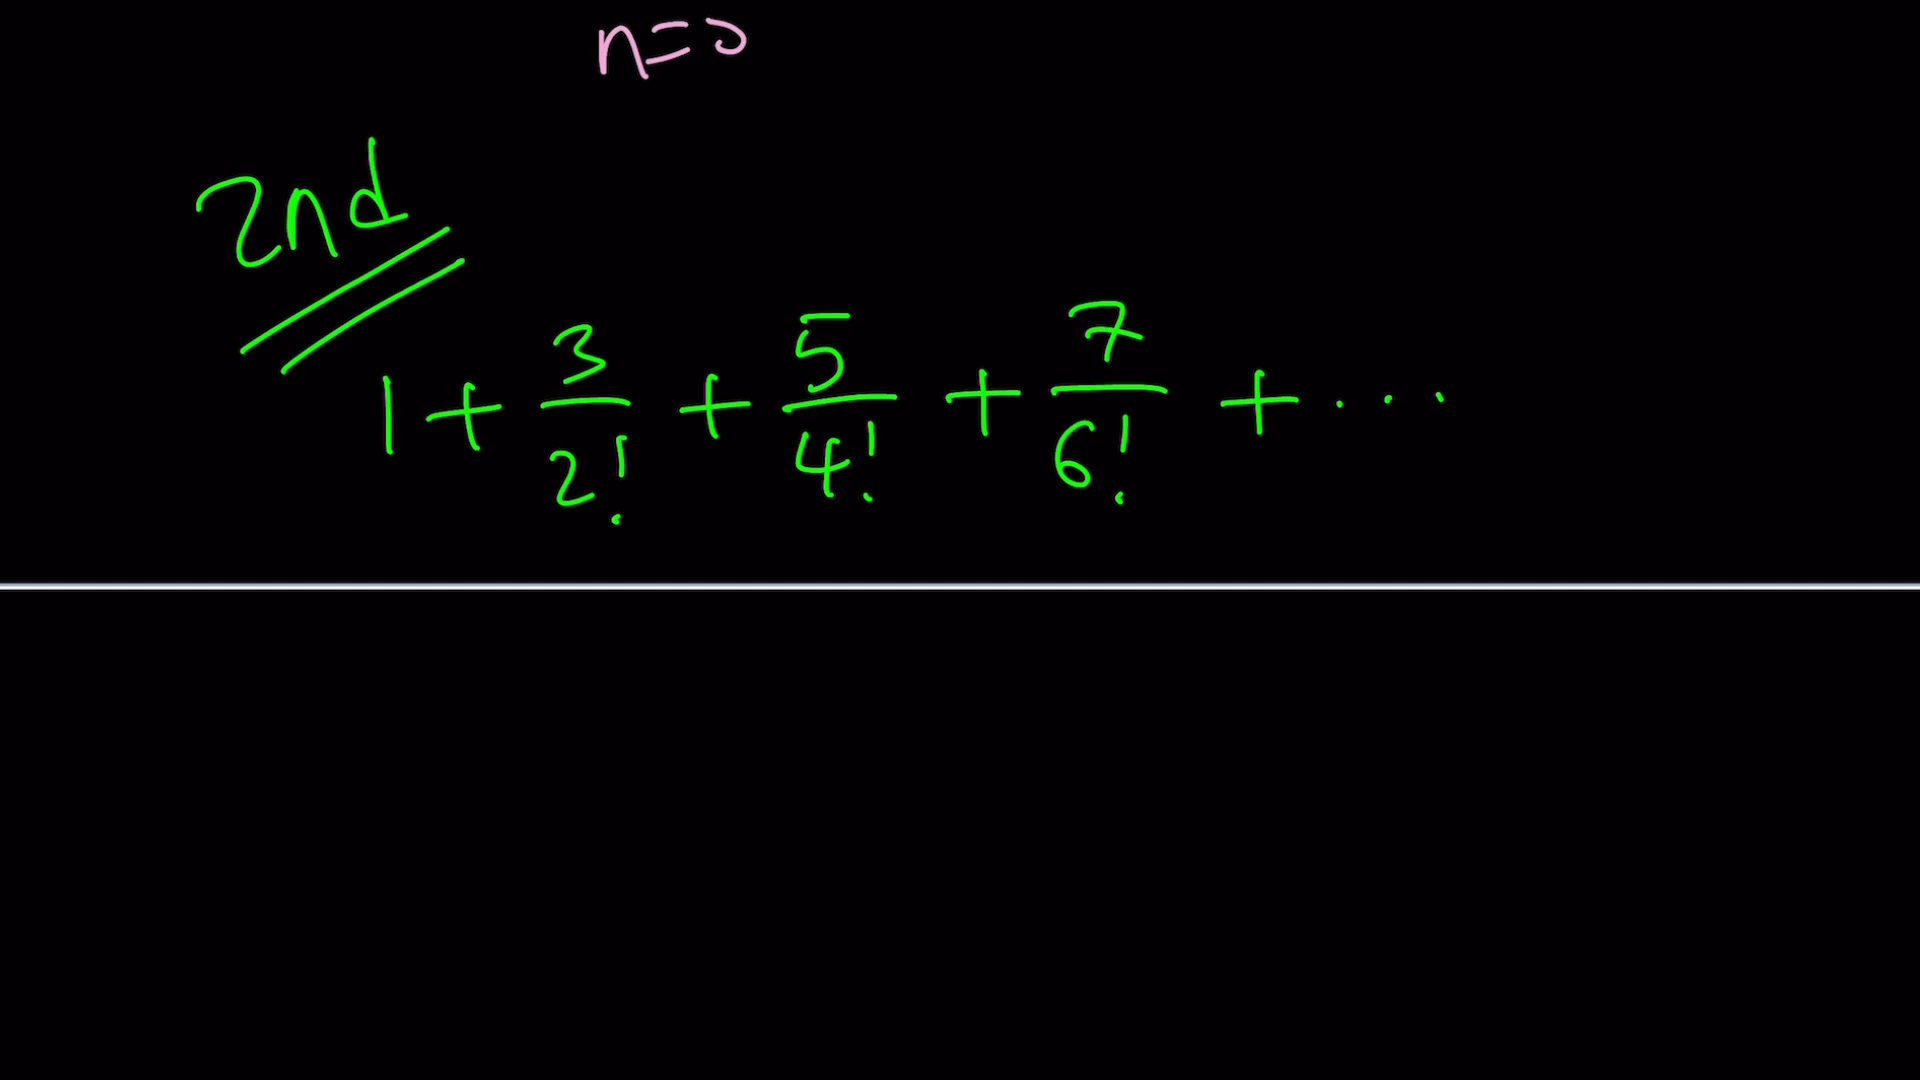 n=0
2nd
1 + 3/2! + 5/4! + 7/6! + ...